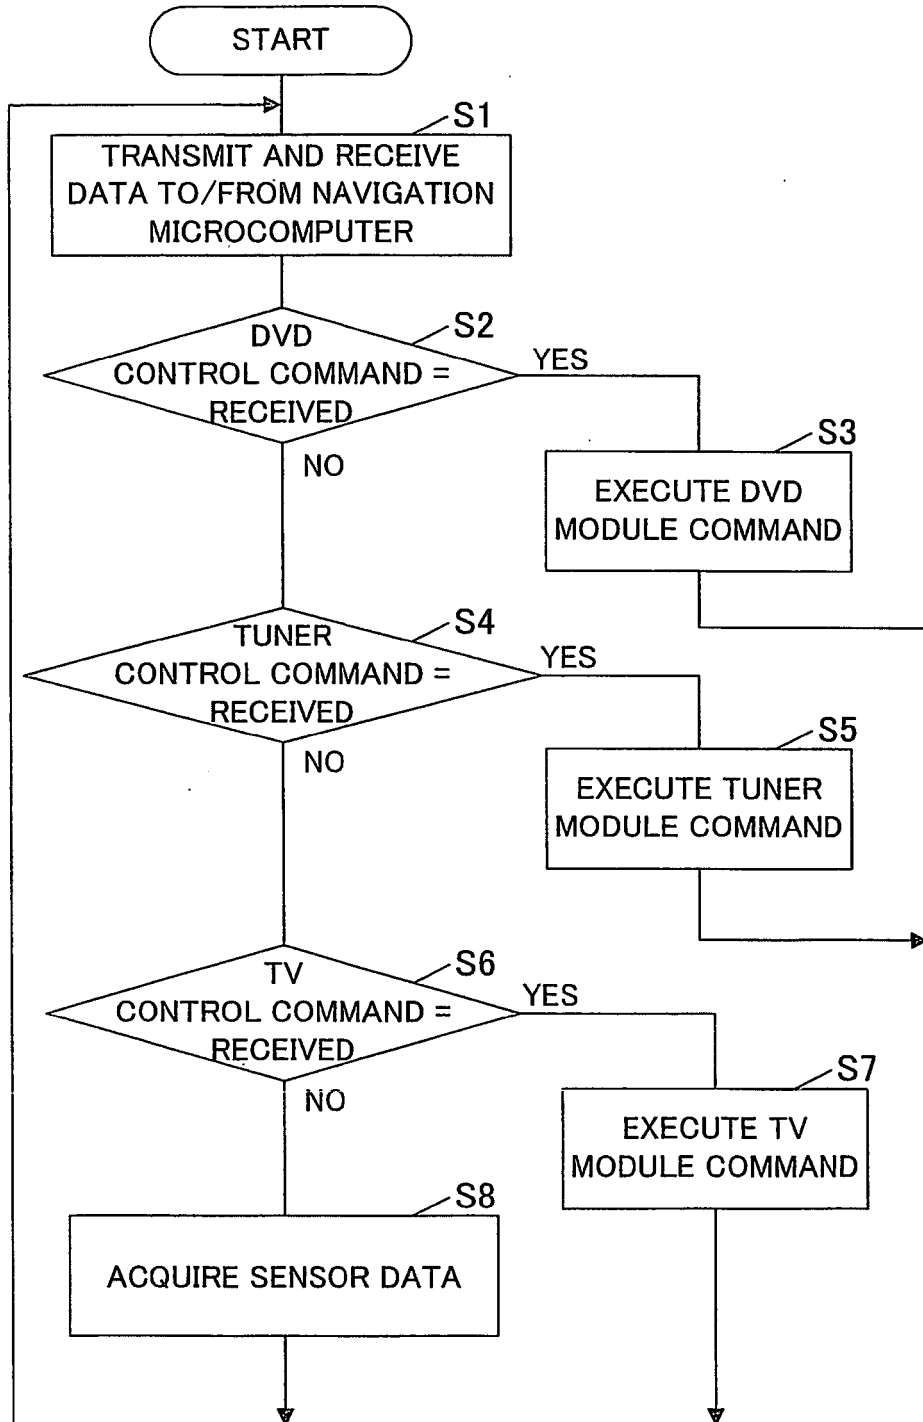 START
S1
TRANSMIT AND RECEIVE
DATA TO/FROM NAVIGATION
MICROCOMPUTER
S2
DVD
CONTROL COMMAND =
RECEIVED
YES
NO
S3
EXECUTE DVD
MODULE COMMAND
S4
TUNER
CONTROL COMMAND =
RECEIVED
YES
NO
S5
EXECUTE TUNER
MODULE COMMAND
S6
TV
CONTROL COMMAND =
RECEIVED
YES
NO
S7
EXECUTE TV
MODULE COMMAND
S8
ACQUIRE SENSOR DATA